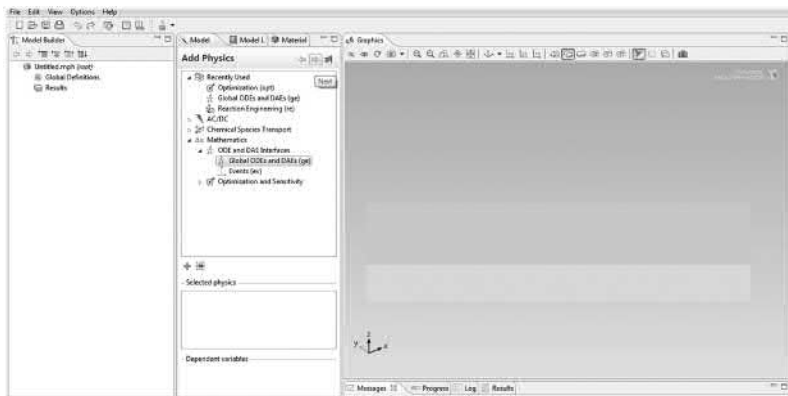 File Edit View Options Help
Model Builder
Untitled.mph (root)
Global Definitions
Results
Model
Model L
Material
Add Physics
Next
Recently Used
Optimization (opt)
Global ODEs and DAEs (ge)
Reaction Engineering (re)
AC/DC
Chemical Species Transport
Mathematics
ODE and DAE Interfaces
Global ODEs and DAEs (ge)
Events (ev)
Optimization and Sensitivity
Selected physics
Dependent variables
Graphics
z
y
x
Messages
Progress
Log
Results